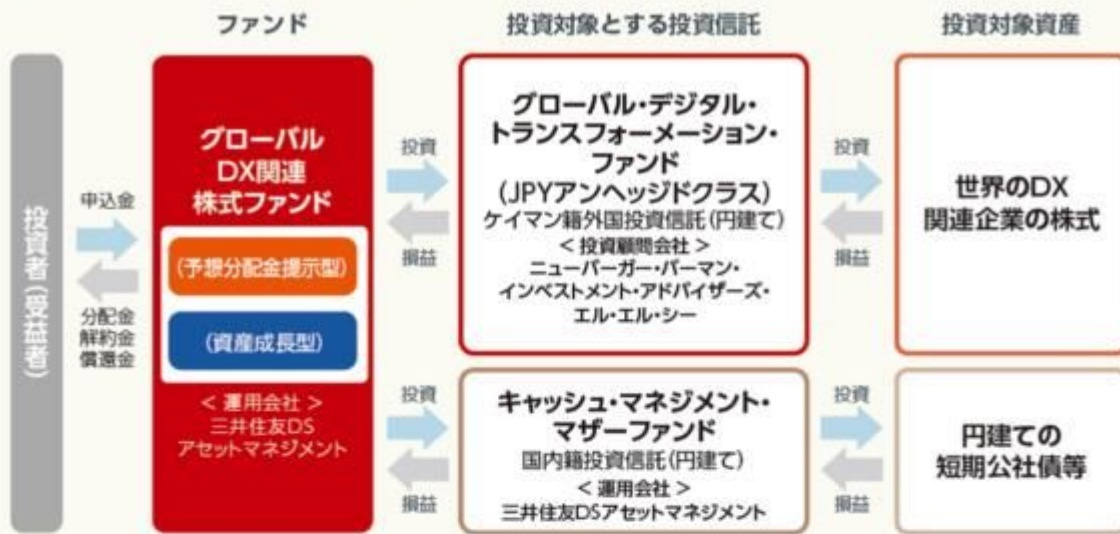 ファンド
投資対象とする投資信託
投資対象資産
投資者(受益者)
申込金
分配金
解約金
償還金
グローバル
DX関連
株式ファンド
(予想分配金提示型)
(資産成長型)
< 運用会社 >
三井住友DS
アセットマネジメント
投資
損益
グローバル・デジタル・
トランスフォーメーション・
ファンド
(JPYアンヘッジドクラス)
ケイマン籍外国投資信託(円建て)
< 投資顧問会社 >
ニューバーガー・バーマン・
インベストメント・アドバイザーズ・
エル・エル・シー
投資
損益
世界のDX
関連企業の株式
投資
損益
キャッシュ・マネジメント・
マザーファンド
国内籍投資信託(円建て)
< 運用会社 >
三井住友DSアセットマネジメント
投資
損益
円建ての
短期公社債等